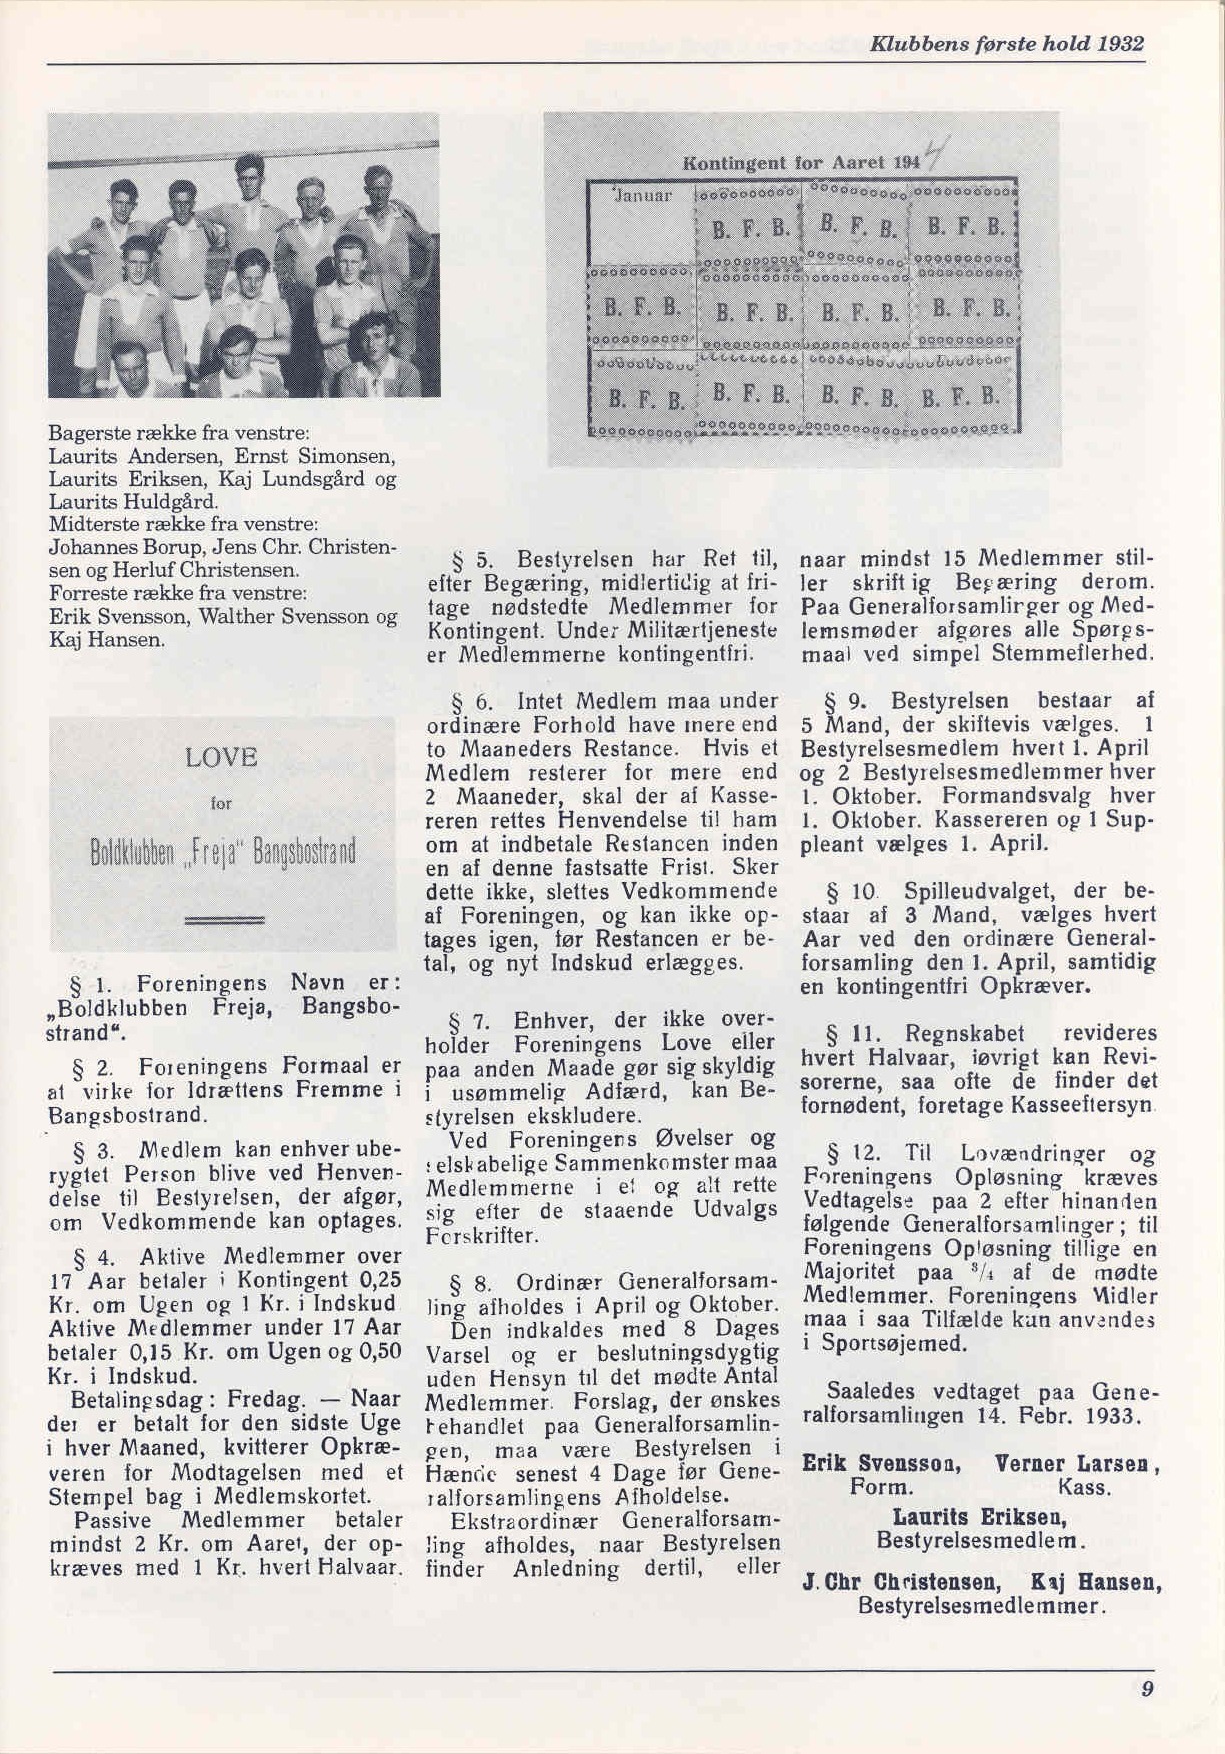 Klubbens første hold 1932
Kontingent for Aaret 194 4
Januar
B. F. B. B. F. B. B. F. B.
B. F. B. B. F. B. B. F. B. B. F. B.
B. F. B. B. F. B. B. F. B. B. F. B.
Bagerste række fra venstre:
Laurits Andersen, Ernst Simonsen,
Laurits Eriksen, Kaj Lundsgård og
Laurits Huldgård.
Midterste række fra venstre:
Johannes Borup, Jens Chr. Christen-
sen og Herluf Christensen.
Forreste række fra venstre:
Erik Svensson, Walther Svensson og
Kaj Hansen.
LOVE
for
Boldklubben „Freja" Bangsbostrand
§ 1. Foreningens Navn er:
„Boldklubben Freja, Bangsbo-
strand“.
§ 2. Foreningens Formaal er
at virke for Idrættens Fremme i
Bangsbostrand.
§ 3. Medlem kan enhver ube-
rygtet Person blive ved Henven-
delse til Bestyrelsen, der afgør,
om Vedkommende kan optages.
§ 4. Aktive Medlemmer over
17 Aar betaler i Kontingent 0,25
Kr. om Ugen og 1 Kr. i Indskud
Aktive Medlemmer under 17 Aar
betaler 0,15 Kr. om Ugen og 0,50
Kr. i Indskud.
Betalingsdag: Fredag. — Naar
der er betalt for den sidste Uge
i hver Maaned, kvitterer Opkræ-
veren for Modtagelsen med et
Stempel bag i Medlemskortet.
Passive Medlemmer betaler
mindst 2 Kr. om Aaret, der op-
kræves med 1 Kr. hvert Halvaar.
§ 5. Bestyrelsen har Ret til,
efter Begæring, midlertidig at fri-
tage nødstedte Medlemmer for
Kontingent. Under Militærtjeneste
er Medlemmerne kontingentfri.
§ 6. Intet Medlem maa under
ordinære Forhold have mere end
to Maaneders Restance. Hvis et
Medlem resterer for mere end
2 Maaneder, skal der af Kasse-
reren rettes Henvendelse til ham
om at indbetale Restancen inden
en af denne fastsatte Frist. Sker
dette ikke, slettes Vedkommende
af Foreningen, og kan ikke op-
tages igen, før Restancen er be-
tal, og nyt Indskud erlægges.
§ 7. Enhver, der ikke over-
holder Foreningens Love eller
paa anden Maade gør sig skyldig
i usømmelig Adfærd, kan Be-
styrelsen ekskludere.
Ved Foreningens Øvelser og
selskabelige Sammenkomster maa
Medlemmerne i et og alt rette
sig efter de staaende Udvalgs
Forskrifter.
§ 8. Ordinær Generalforsam-
ling afholdes i April og Oktober.
Den indkaldes med 8 Dages
Varsel og er beslutningsdygtig
uden Hensyn til det mødte Antal
Medlemmer. Forslag, der ønskes
behandlet paa Generalforsamlin-
gen, maa være Bestyrelsen i
Hænde senest 4 Dage før Gene-
ralforsamlingens Afholdelse.
Ekstraordinær Generalforsam-
ling afholdes, naar Bestyrelsen
finder Anledning dertil, eller
naar mindst 15 Medlemmer stil-
ler skriftig Begæring derom.
Paa Generalforsamlinger og Med-
lemsmøder afgøres alle Spørgs-
maal ved simpel Stemmeflerhed.
§ 9. Bestyrelsen bestaar af
5 Mand, der skiftevis vælges. 1
Bestyrelsesmedlem hvert 1. April
og 2 Bestyrelsesmedlemmer hver
1. Oktober. Formandsvalg hver
1. Oktober. Kassereren og 1 Sup-
pleant vælges 1. April.
§ 10. Spilleudvalget, der be-
staar af 3 Mand, vælges hvert
Aar ved den ordinære General-
forsamling den 1. April, samtidig
en kontingentfri Opkræver.
§ 11. Regnskabet revideres
hvert Halvaar, iøvrigt kan Revi-
sorerne, saa ofte de finder det
fornødent, foretage Kasseeftersyn.
§ 12. Til Lovændringer og
Foreningens Opløsning kræves
Vedtagelse paa 2 efter hinanden
følgende Generalforsamlinger; til
Foreningens Opløsning tillige en
Majoritet paa ³/₄ af de mødte
Medlemmer. Foreningens Midler
maa i saa Tilfælde kun anvendes
i Sportsøjemed.
Saaledes vedtaget paa Gene-
ralforsamlingen 14. Febr. 1933.
Erik Svensson, Verner Larsen,
Form. Kass.
Laurits Eriksen,
Bestyrelsesmedlem.
J. Chr Christensen, Kaj Hansen,
Bestyrelsesmedlemmer.
9